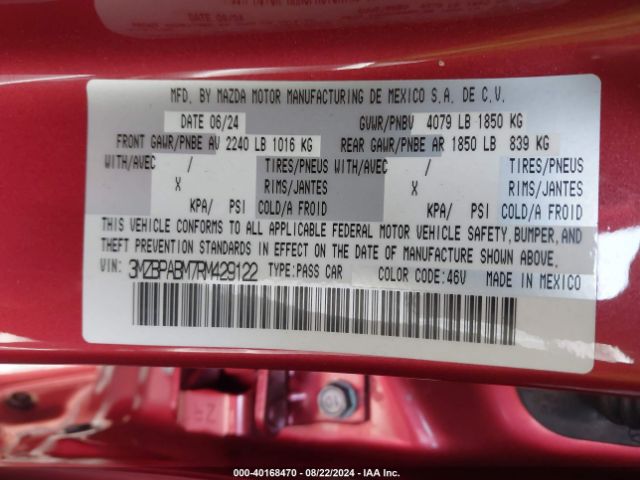 MFD. BY MAZDA MOTOR MANUFACTURING DE MEXICO S.A. DE C.V.
DATE 06/24 GVWR/PNBV 4079 LB 1850 KG
FRONT GAWR/PNBE AV 2240 LB 1016 KG REAR GAWR/PNBE AR 1850 LB 839 KG
WITH/AVEC / TIRES/PNEUS WITH/AVEC / TIRES/PNEUS
X RIMS/JANTES X RIMS/JANTES
KPA/ PSI COLD/A FROID KPA/ PSI COLD/A FROID
THIS VEHICLE CONFORMS TO ALL APPLICABLE FEDERAL MOTOR VEHICLE SAFETY, BUMPER, AND
THEFT PREVENTION STANDARDS IN EFFECT ON THE DATE OF MANUFACTURE SHOWN ABOVE.
VIN: 3MZBPABM7RM429122 TYPE:PASS CAR COLOR CODE:46V MADE IN MEXICO
000-40168470 - 08/22/2024 - IAA Inc.